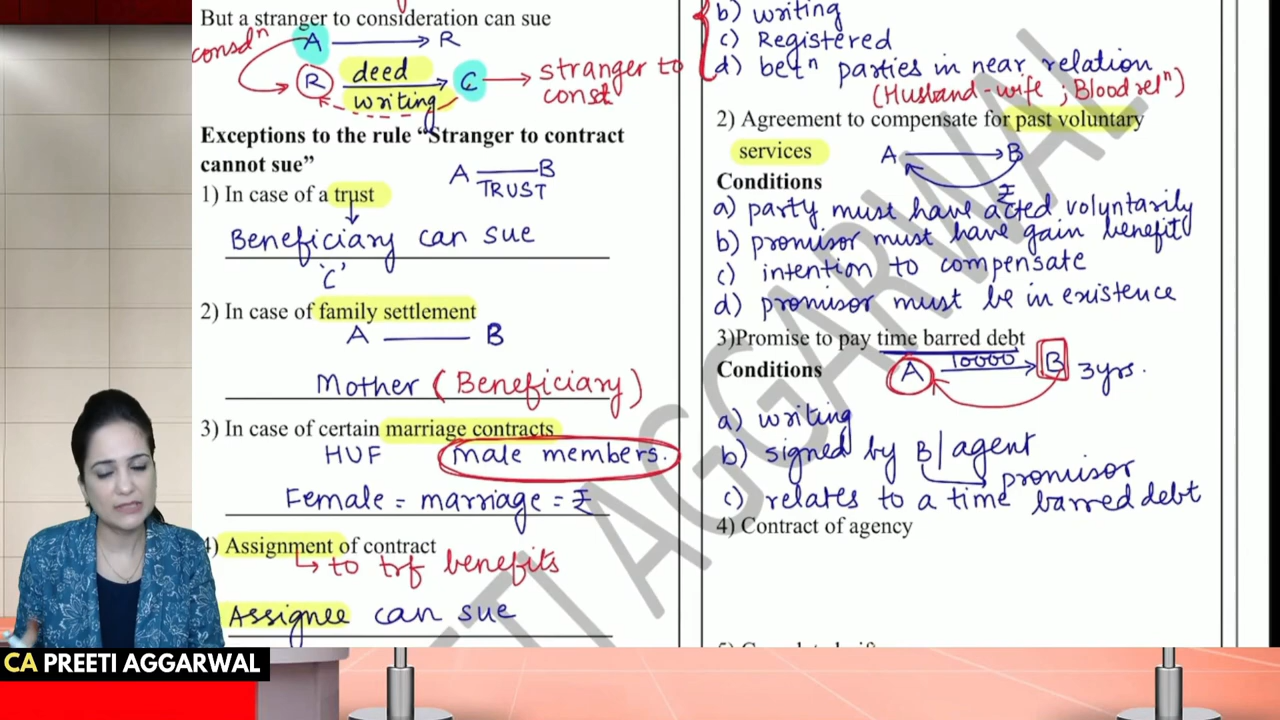 But a stranger to consideration can sue
consdⁿ A → R
R deed C → stranger to
writing const
Exceptions to the rule “Stranger to contract
cannot sue”
A — B
TRUST
1) In case of a trust
Beneficiary can sue
'C'
2) In case of family settlement
A — B
Mother (Beneficiary)
3) In case of certain marriage contracts
HUF male members.
Female = marriage = ₹
4) Assignment of contract
↳ to trf benefits
Assignee can sue
b) writing
c) Registered
d) betⁿ parties in near relation
(Husband-wife ; Blood relⁿ)
2) Agreement to compensate for past voluntary
services A → B
₹
Conditions
a) party must have acted voluntarily
b) promisor must have gain benefit
c) intention to compensate
d) promisor must be in existence
3)Promise to pay time barred debt
Conditions A 10000 B 3yrs.
a) writing
b) signed by B/agent
promisor
c) relates to a time barred debt
4) Contract of agency
PREETI AGGARWAL
CA PREETI AGGARWAL